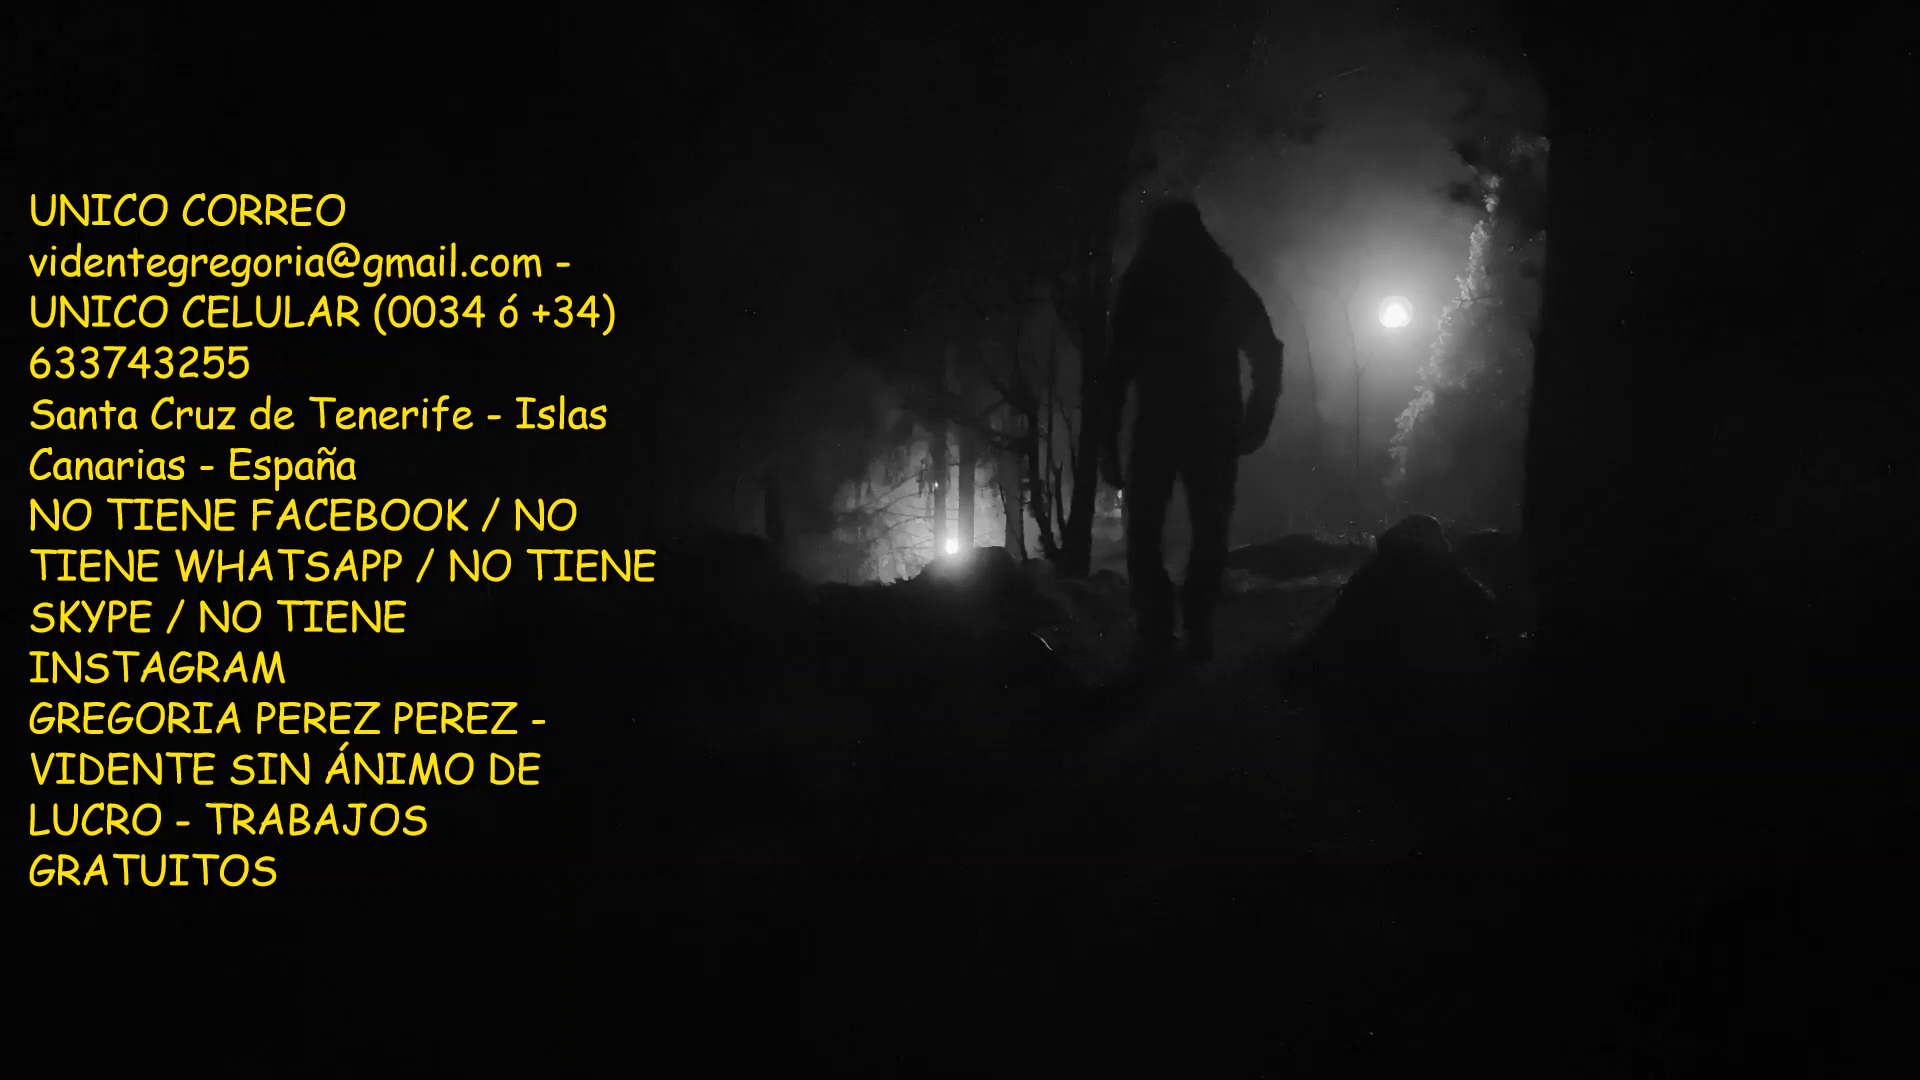 UNICO CORREO
videntegregoria@gmail.com -
UNICO CELULAR (0034 ó +34)
633743255
Santa Cruz de Tenerife - Islas
Canarias - España
NO TIENE FACEBOOK / NO
TIENE WHATSAPP / NO TIENE
SKYPE / NO TIENE
INSTAGRAM
GREGORIA PEREZ PEREZ -
VIDENTE SIN ÁNIMO DE
LUCRO - TRABAJOS
GRATUITOS